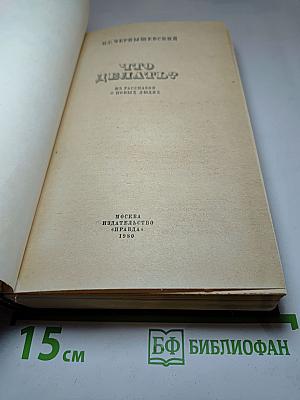 Н.Г.ЧЕРНЫШЕВСКИЙ
ЧТО
ДЕЛАТЬ?
ИЗ РАССКАЗОВ
О НОВЫХ ЛЮДЯХ
МОСКВА
ИЗДАТЕЛЬСТВО
«ПРАВДА»
1980
15 см
БФ БИБЛИОФАН